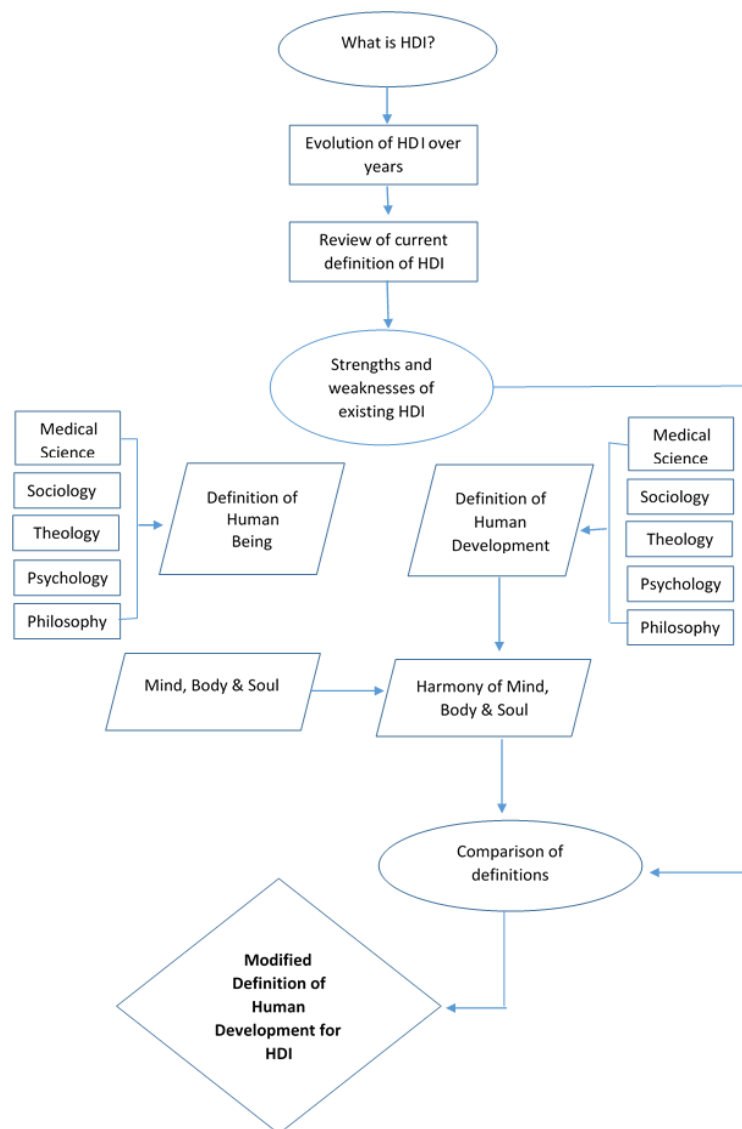 What is HDI?
Evolution of HDI over
years
Review of current
definition of HDI
Strengths and
weaknesses of
existing HDI
Medical
Science
Sociology
Theology
Psychology
Philosophy
Definition of
Human
Being
Definition of
Human
Development
Medical
Science
Sociology
Theology
Psychology
Philosophy
Mind, Body & Soul
Harmony of Mind,
Body & Soul
Comparison of
definitions
Modified
Definition of
Human
Development for
HDI